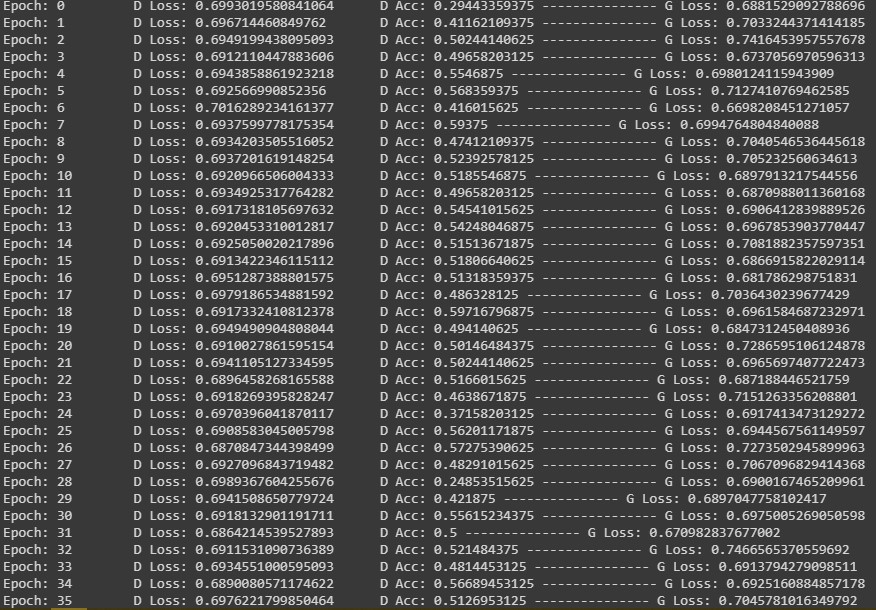 Epoch: 0 D Loss: 0.6993019580841064 D Acc: 0.29443359375 --------------- G Loss: 0.6881529092788696
Epoch: 1 D Loss: 0.696714460849762 D Acc: 0.41162109375 --------------- G Loss: 0.7033244371414185
Epoch: 2 D Loss: 0.6949199438095093 D Acc: 0.50244140625 --------------- G Loss: 0.7416453957557678
Epoch: 3 D Loss: 0.6912110447883606 D Acc: 0.49658203125 --------------- G Loss: 0.6737056970596313
Epoch: 4 D Loss: 0.6943858861923218 D Acc: 0.5546875 --------------- G Loss: 0.6980124115943909
Epoch: 5 D Loss: 0.692566990852356 D Acc: 0.568359375 --------------- G Loss: 0.7127410769462585
Epoch: 6 D Loss: 0.7016289234161377 D Acc: 0.416015625 --------------- G Loss: 0.6698208451271057
Epoch: 7 D Loss: 0.6937599778175354 D Acc: 0.59375 --------------- G Loss: 0.6994764804840088
Epoch: 8 D Loss: 0.6934203505516052 D Acc: 0.47412109375 --------------- G Loss: 0.7040546536445618
Epoch: 9 D Loss: 0.6937201619148254 D Acc: 0.52392578125 --------------- G Loss: 0.705232560634613
Epoch: 10 D Loss: 0.6920966506004333 D Acc: 0.5185546875 --------------- G Loss: 0.6897913217544556
Epoch: 11 D Loss: 0.6934925317764282 D Acc: 0.49658203125 --------------- G Loss: 0.6870988011360168
Epoch: 12 D Loss: 0.6917318105697632 D Acc: 0.54541015625 --------------- G Loss: 0.6906412839889526
Epoch: 13 D Loss: 0.6920453310012817 D Acc: 0.54248046875 --------------- G Loss: 0.6967853903770447
Epoch: 14 D Loss: 0.6925050020217896 D Acc: 0.51513671875 --------------- G Loss: 0.7081882357597351
Epoch: 15 D Loss: 0.6913422346115112 D Acc: 0.51806640625 --------------- G Loss: 0.6866915822029114
Epoch: 16 D Loss: 0.6951287388801575 D Acc: 0.51318359375 --------------- G Loss: 0.681786298751831
Epoch: 17 D Loss: 0.6979186534881592 D Acc: 0.486328125 --------------- G Loss: 0.7036430239677429
Epoch: 18 D Loss: 0.6917332410812378 D Acc: 0.59716796875 --------------- G Loss: 0.6961584687232971
Epoch: 19 D Loss: 0.6949490904808044 D Acc: 0.494140625 --------------- G Loss: 0.6847312450408936
Epoch: 20 D Loss: 0.6910027861595154 D Acc: 0.50146484375 --------------- G Loss: 0.7286595106124878
Epoch: 21 D Loss: 0.6941105127334595 D Acc: 0.50244140625 --------------- G Loss: 0.6965697407722473
Epoch: 22 D Loss: 0.6896458268165588 D Acc: 0.5166015625 --------------- G Loss: 0.687188446521759
Epoch: 23 D Loss: 0.6918269395828247 D Acc: 0.4638671875 --------------- G Loss: 0.7151263356208801
Epoch: 24 D Loss: 0.6970396041870117 D Acc: 0.37158203125 --------------- G Loss: 0.6917413473129272
Epoch: 25 D Loss: 0.6908583045005798 D Acc: 0.56201171875 --------------- G Loss: 0.6944567561149597
Epoch: 26 D Loss: 0.6870847344398499 D Acc: 0.57275390625 --------------- G Loss: 0.7273502945899963
Epoch: 27 D Loss: 0.6927096843719482 D Acc: 0.48291015625 --------------- G Loss: 0.7067096829414368
Epoch: 28 D Loss: 0.6989367604255676 D Acc: 0.24853515625 --------------- G Loss: 0.6900167465209961
Epoch: 29 D Loss: 0.6941508650779724 D Acc: 0.421875 --------------- G Loss: 0.6897047758102417
Epoch: 30 D Loss: 0.6918132901191711 D Acc: 0.55615234375 --------------- G Loss: 0.6975005269050598
Epoch: 31 D Loss: 0.6864214539527893 D Acc: 0.5 --------------- G Loss: 0.670982837677002
Epoch: 32 D Loss: 0.6911531090736389 D Acc: 0.521484375 --------------- G Loss: 0.7466565370559692
Epoch: 33 D Loss: 0.6934551000595093 D Acc: 0.4814453125 --------------- G Loss: 0.6913794279098511
Epoch: 34 D Loss: 0.6890080571174622 D Acc: 0.56689453125 --------------- G Loss: 0.6925160884857178
Epoch: 35 D Loss: 0.6976221799850464 D Acc: 0.5126953125 --------------- G Loss: 0.7045781016349792